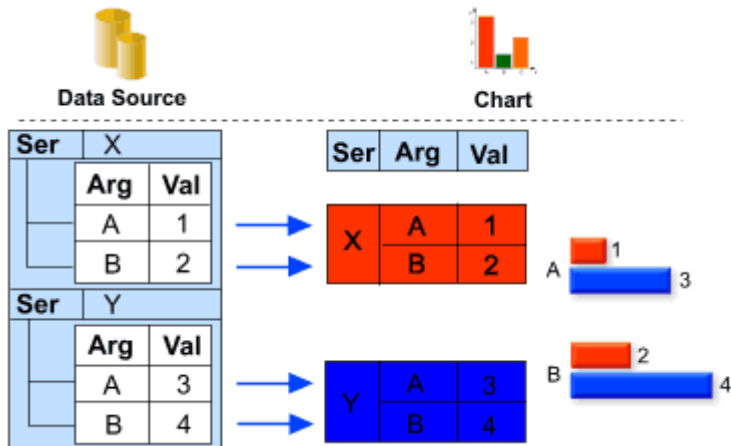 Data Source
Chart
Ser X
Arg Val
A 1
B 2
Ser Y
Arg Val
A 3
B 4
Ser Arg Val
X
A 1
B 2
Y
A 3
B 4
A
1
3
B
2
4